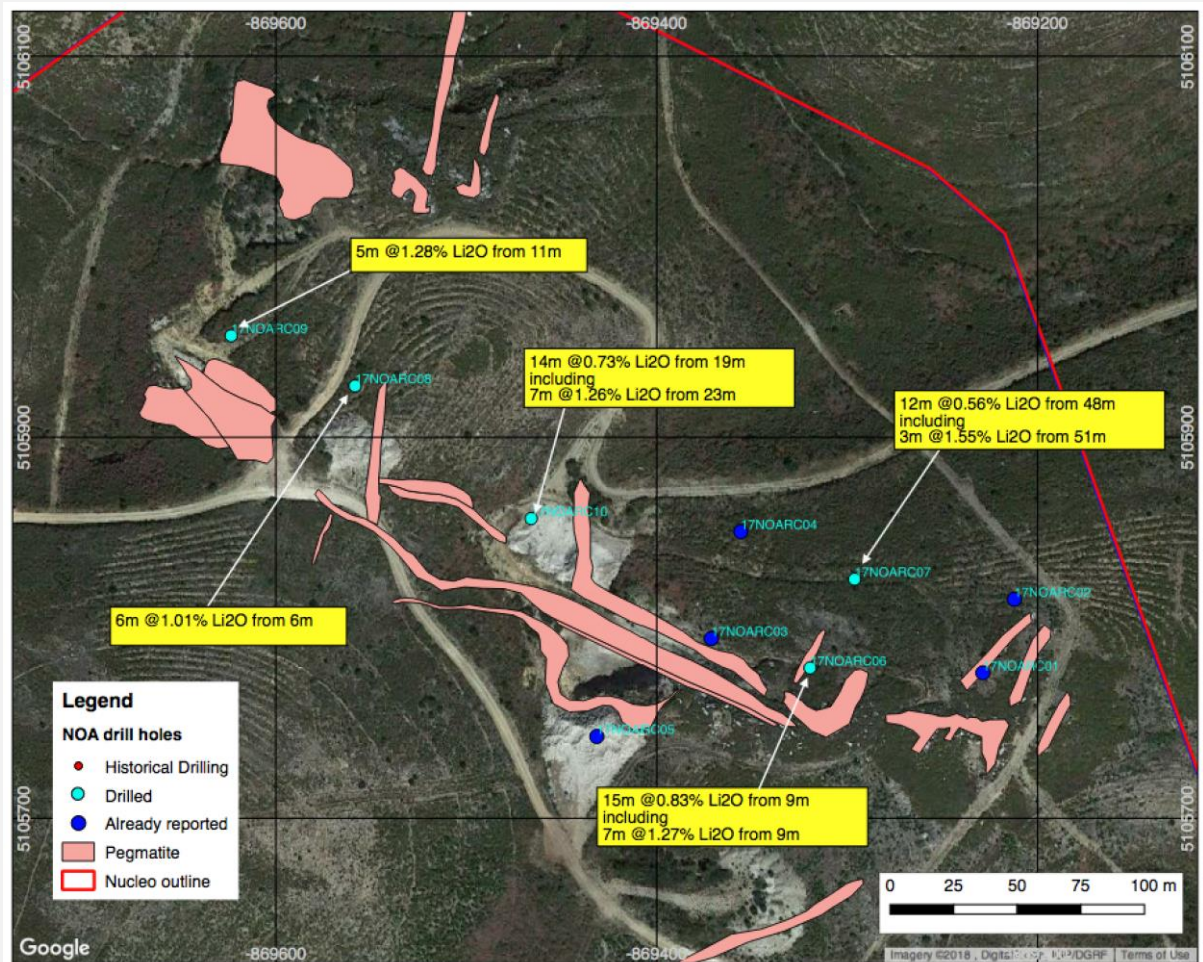 -869600
-869400
-869200
5106100
5106100
5m @1.28% Li2O from 11m
17NOARC09
17NOARC08
14m @0.73% Li2O from 19m
including
7m @1.26% Li2O from 23m
12m @0.56% Li2O from 48m
including
3m @1.55% Li2O from 51m
5105900
5105900
17NOARC10
17NOARC04
17NOARC07
17NOARC02
6m @1.01% Li2O from 6m
17NOARC03
17NOARC06
17NOARC01
17NOARC05
15m @0.83% Li2O from 9m
including
7m @1.27% Li2O from 9m
5105700
5105700
Legend
NOA drill holes
Historical Drilling
Drilled
Already reported
Pegmatite
Nucleo outline
0 25 50 75 100 m
Google
-869600
-869400
Imagery ©2018 , Terms of Use